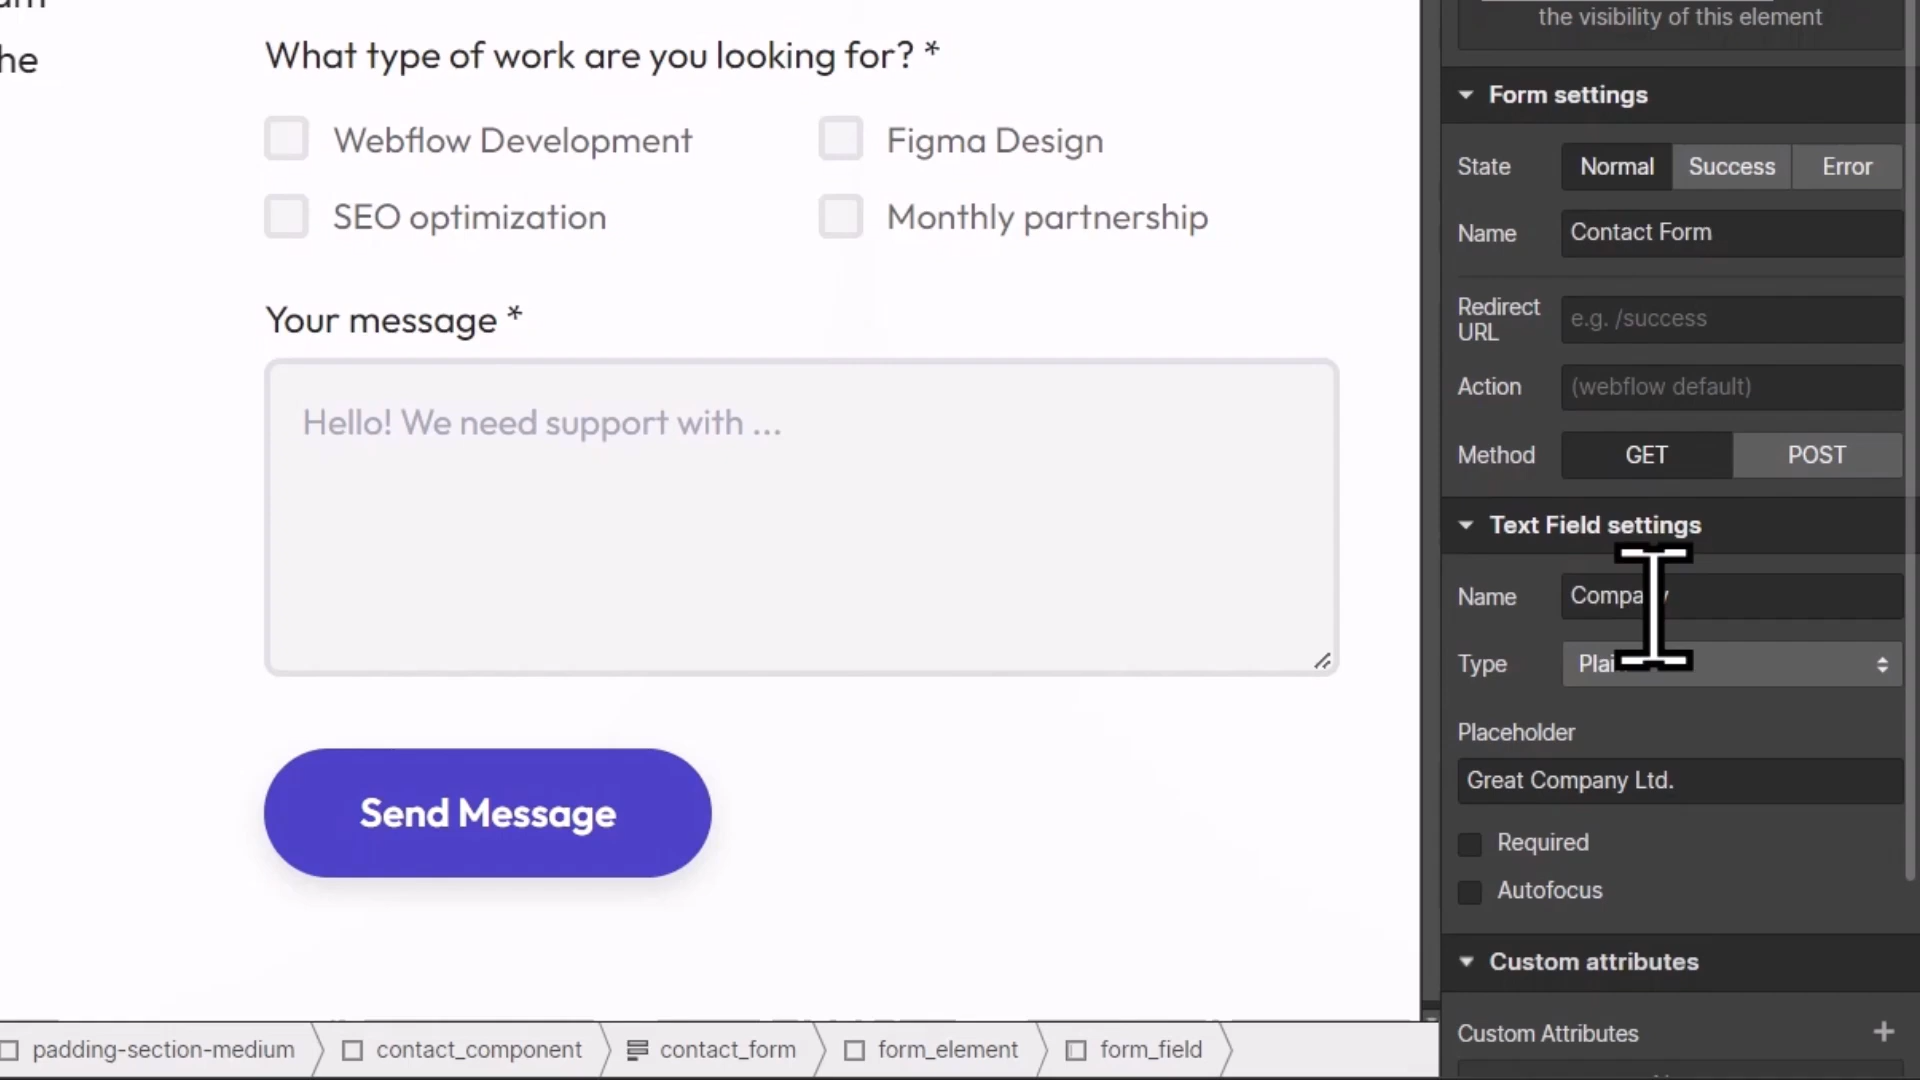 he
What type of work are you looking for? *
Webflow Development
Figma Design
SEO optimization
Monthly partnership
Your message *
Hello! We need support with ...
Send Message
padding-section-medium
contact_component
contact_form
form_element
form_field
the visibility of this element
Form settings
State
Normal
Success
Error
Name
Contact Form
Redirect
URL
e.g. /success
Action
(webflow default)
Method
GET
POST
Text Field settings
Name
Company
Type
Placeholder
Great Company Ltd.
Required
Autofocus
Custom attributes
Custom Attributes